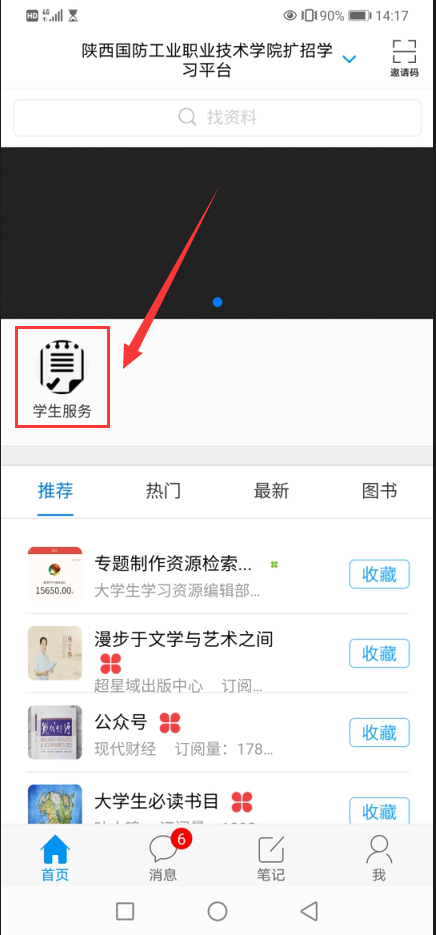 HD 4G 90% 14:17
陕西国防工业职业技术学院扩招学
习平台
邀请码
找资料
学生服务
推荐 热门 最新 图书
专题制作资源检索...
15650.00
收藏
大学生学习资源编辑部...
漫步于文学与艺术之间
收藏
超星域出版中心 订阅...
公众号
收藏
现代财经 订阅量：178...
大学生必读书目
收藏
6
首页 消息 笔记 我